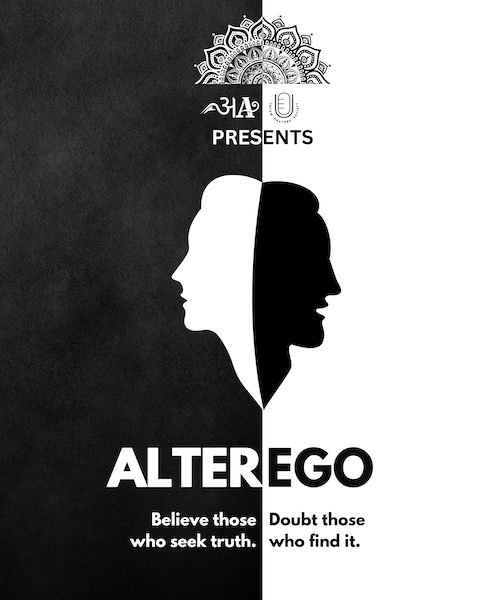 अA
PRESENTS
ALTEREGO
Believe those Doubt those
who seek truth. who find it.